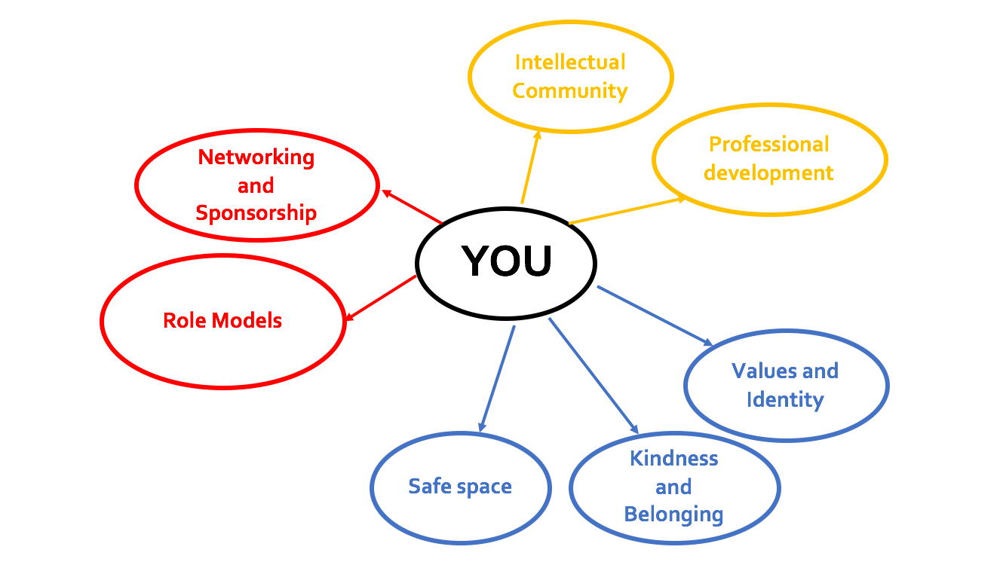 Intellectual
Community
Professional
development
Networking
and
Sponsorship
YOU
Role Models
Values and
Identity
Safe space
Kindness
and
Belonging